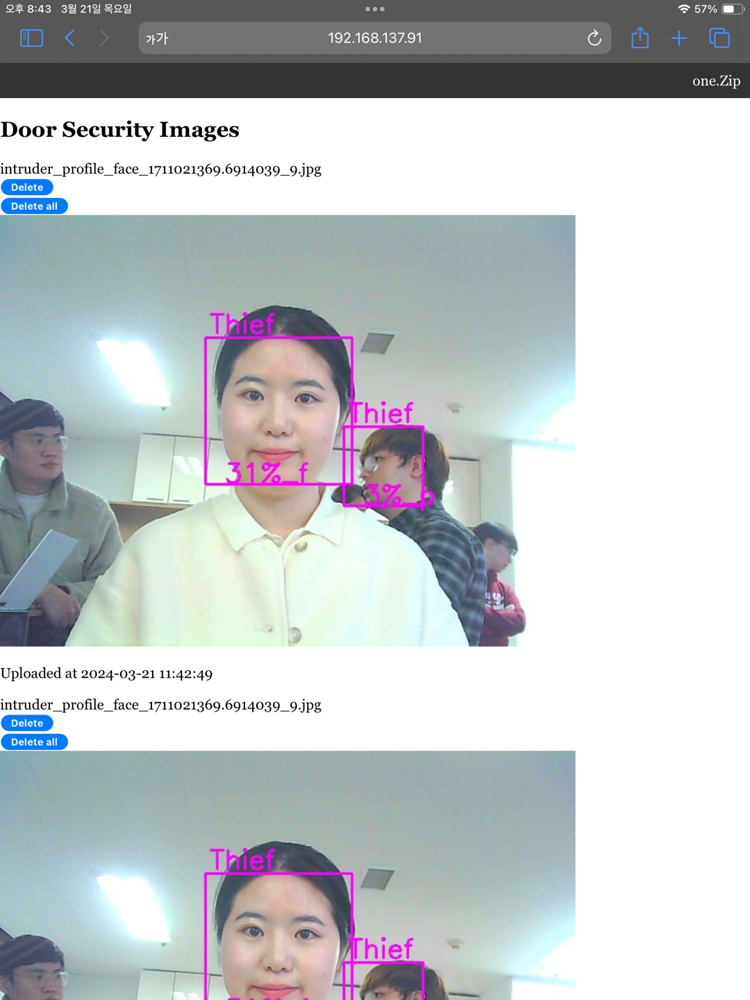 오후 8:43 3월 21일 목요일
57%
가가 192.168.137.91
one.Zip
Door Security Images
intruder_profile_face_1711021369.6914039_9.jpg
Delete
Delete all
Thief
Thief
31%_f
3%_p
Uploaded at 2024-03-21 11:42:49
intruder_profile_face_1711021369.6914039_9.jpg
Delete
Delete all
Thief
Thief